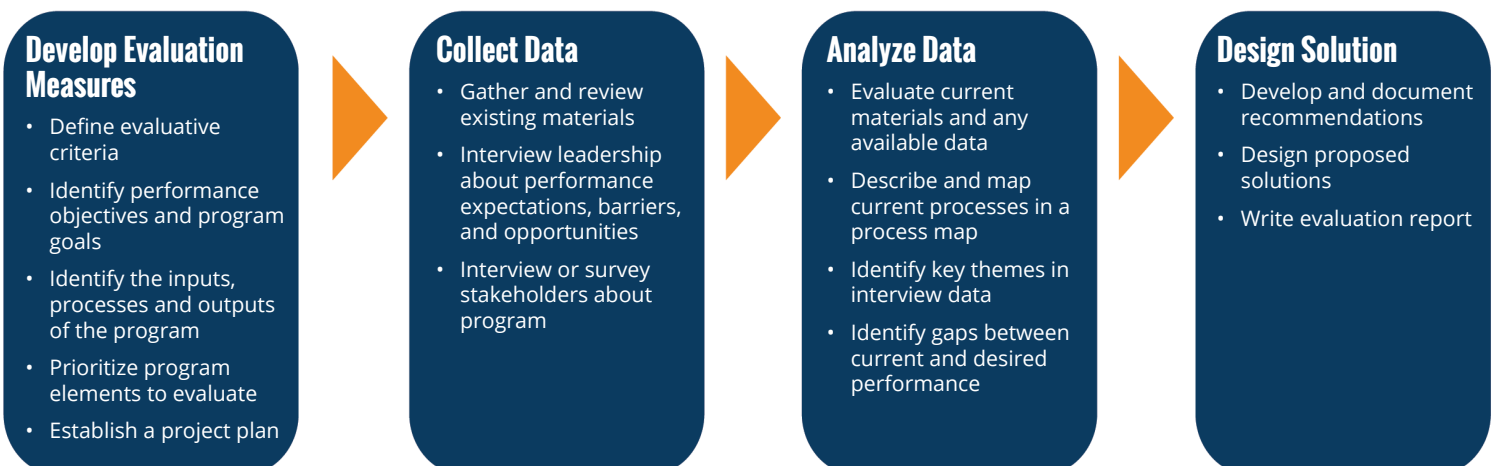 Develop Evaluation
Measures
• Define evaluative
criteria
• Identify performance
objectives and program
goals
• Identify the inputs,
processes and outputs
of the program
• Prioritize program
elements to evaluate
• Establish a project plan
Collect Data
• Gather and review
existing materials
• Interview leadership
about performance
expectations, barriers,
and opportunities
• Interview or survey
stakeholders about
program
Analyze Data
• Evaluate current
materials and any
available data
• Describe and map
current processes in a
process map
• Identify key themes in
interview data
• Identify gaps between
current and desired
performance
Design Solution
• Develop and document
recommendations
• Design proposed
solutions
• Write evaluation report